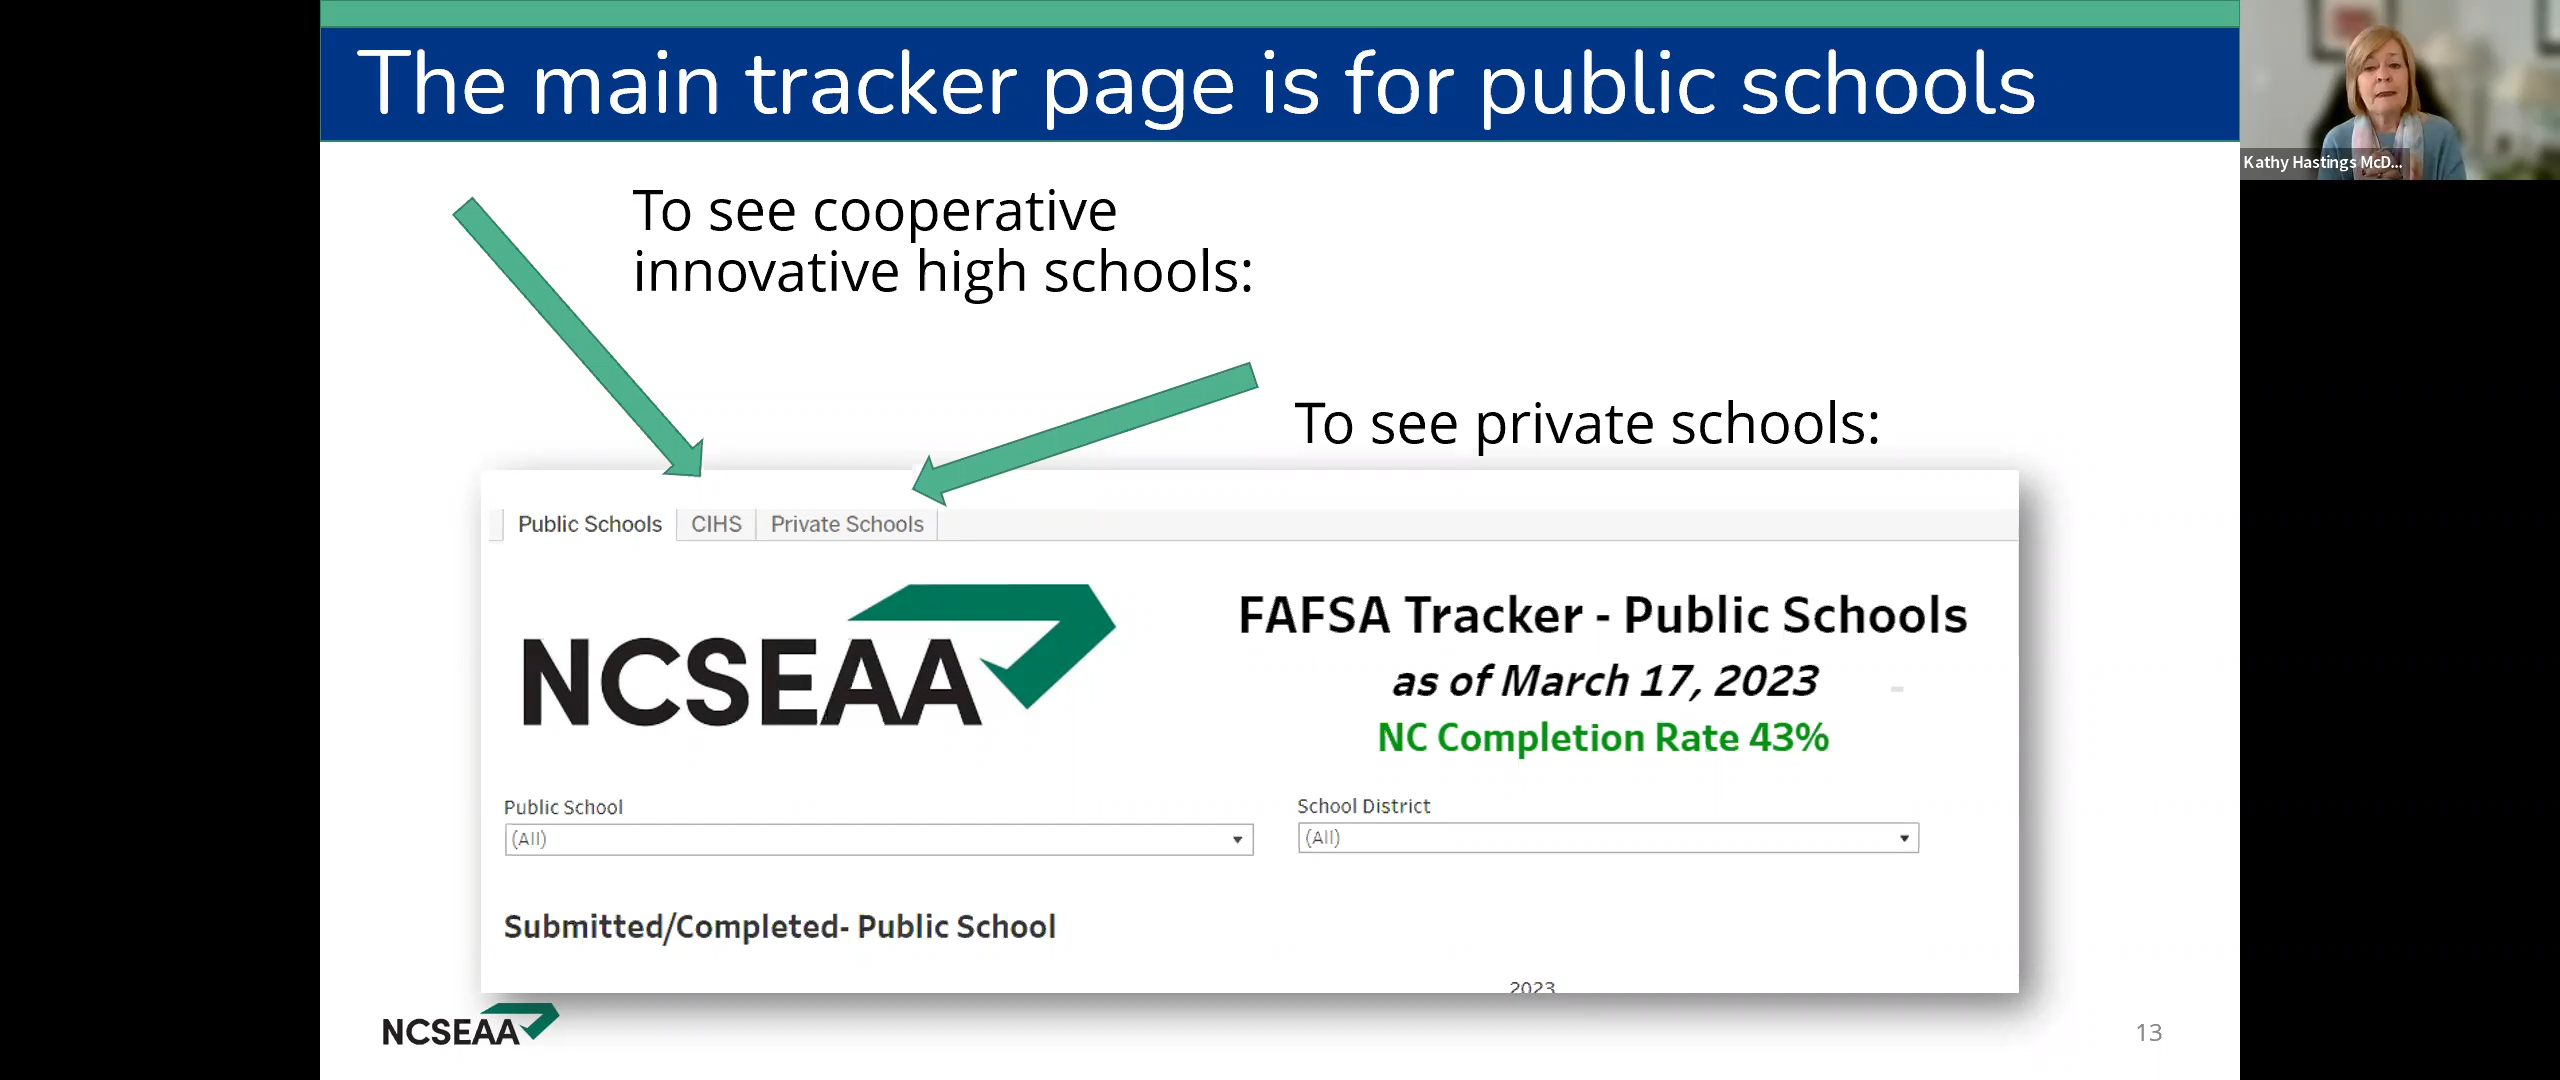 The main tracker page is for public schools
Kathy Hastings McD...
To see cooperative
innovative high schools:
To see private schools:
Public Schools
CIHS
Private Schools
NCSEAA
FAFSA Tracker - Public Schools
as of March 17, 2023
NC Completion Rate 43%
Public School
School District
(All)
(All)
Submitted/Completed- Public School
2023
NCSEAA
13